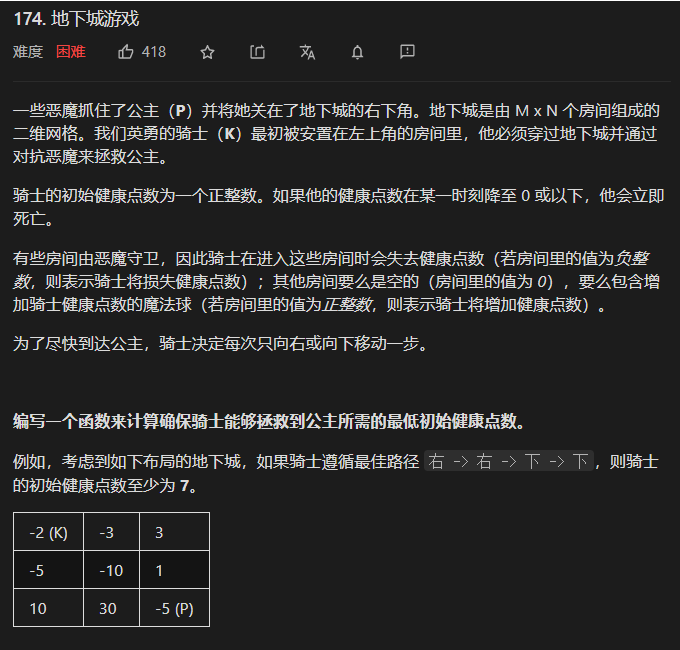 174. 地下城游戏
难度 困难 418
一些恶魔抓住了公主（P）并将她关在了地下城的右下角。地下城是由 M x N 个房间组成的
二维网格。我们英勇的骑士（K）最初被安置在左上角的房间里，他必须穿过地下城并通过
对抗恶魔来拯救公主。
骑士的初始健康点数为一个正整数。如果他的健康点数在某一时刻降至 0 或以下，他会立即
死亡。
有些房间由恶魔守卫，因此骑士在进入这些房间时会失去健康点数（若房间里的值为负整
数，则表示骑士将损失健康点数）；其他房间要么是空的（房间里的值为 0），要么包含增
加骑士健康点数的魔法球（若房间里的值为正整数，则表示骑士将增加健康点数）。
为了尽快到达公主，骑士决定每次只向右或向下移动一步。
编写一个函数来计算确保骑士能够拯救到公主所需的最低初始健康点数。
例如，考虑到如下布局的地下城，如果骑士遵循最佳路径 右 -> 右 -> 下 -> 下，则骑士
的初始健康点数至少为 7。
-2 (K) -3 3
-5 -10 1
10 30 -5 (P)